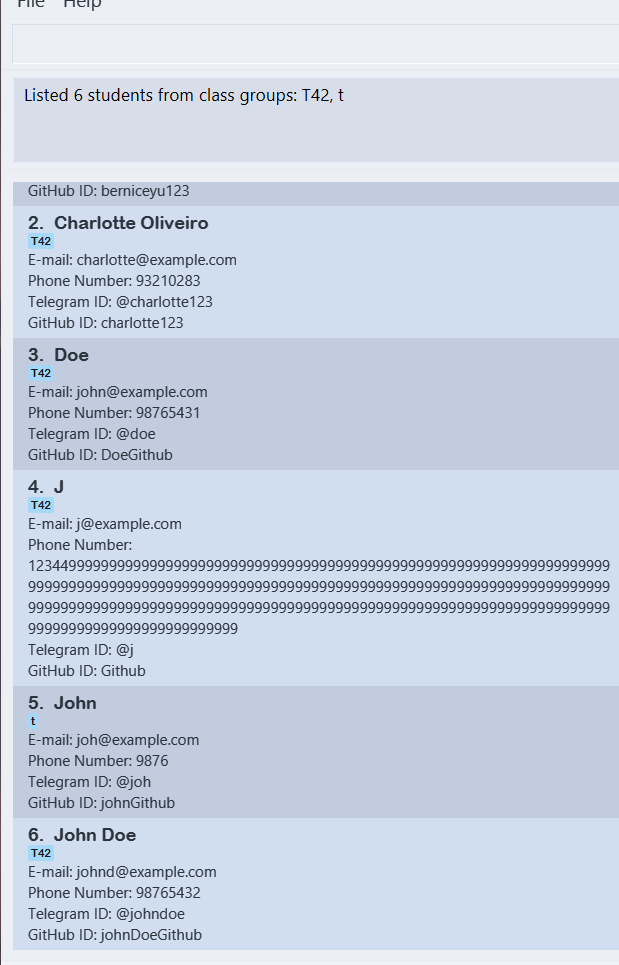 File Help
Listed 6 students from class groups: T42, t
GitHub ID: berniceyu123
2. Charlotte Oliveiro
T42
E-mail: charlotte@example.com
Phone Number: 93210283
Telegram ID: @charlotte123
GitHub ID: charlotte123
3. Doe
T42
E-mail: john@example.com
Phone Number: 98765431
Telegram ID: @doe
GitHub ID: DoeGithub
4. J
T42
E-mail: j@example.com
Phone Number:
123449999999999999999999999999999999999999999999999999999999999999999999
999999999999999999999999999999999999999999999999999999999999999999999999
999999999999999999999999999999999999999999999999999999999999999999999999
99999999999999999999999999
Telegram ID: @j
GitHub ID: Github
5. John
t
E-mail: joh@example.com
Phone Number: 9876
Telegram ID: @joh
GitHub ID: johnGithub
6. John Doe
T42
E-mail: johnd@example.com
Phone Number: 98765432
Telegram ID: @johndoe
GitHub ID: johnDoeGithub